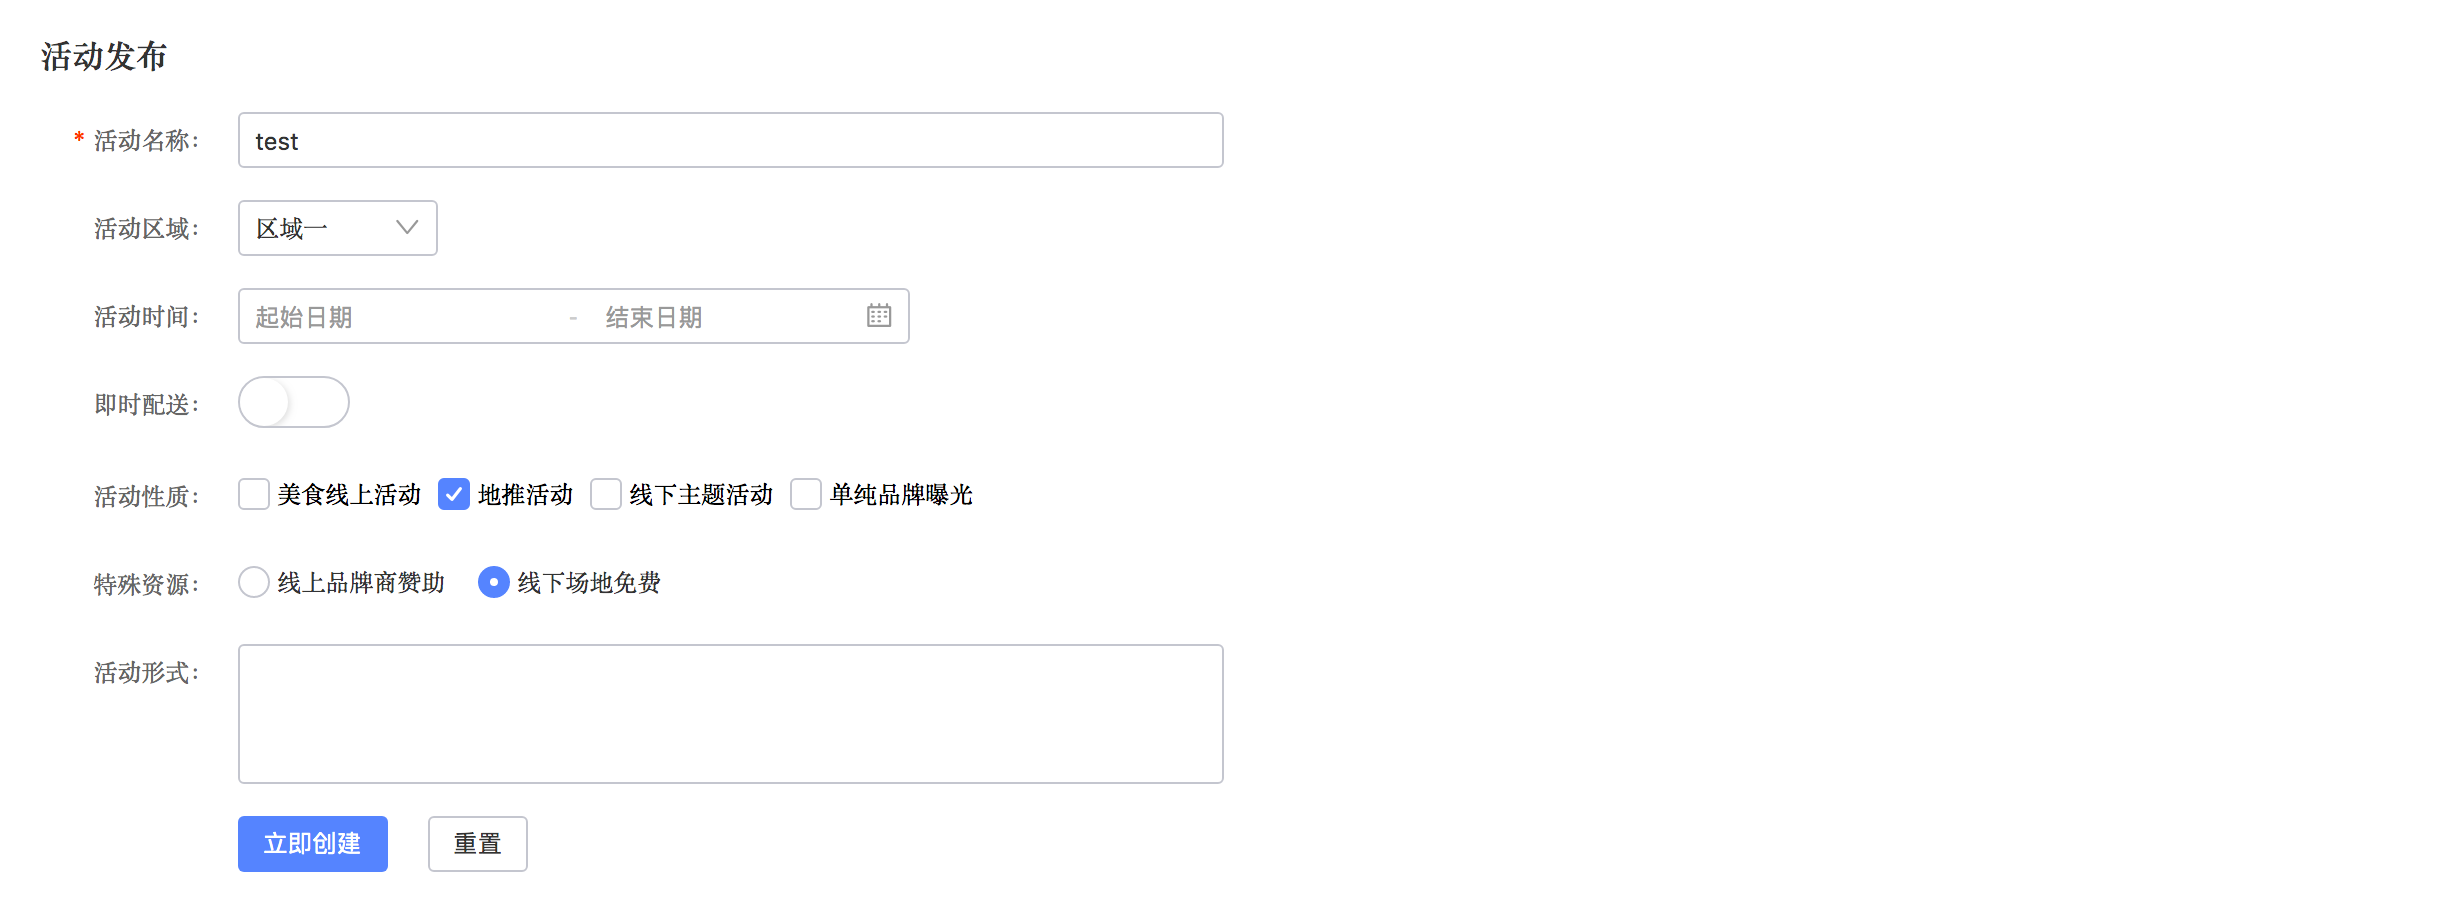 活动发布
* 活动名称： test
活动区域： 区域一
活动时间： 起始日期 - 结束日期
即时配送：
活动性质： 美食线上活动 地推活动 线下主题活动 单纯品牌曝光
特殊资源： 线上品牌商赞助 线下场地免费
活动形式：
立即创建 重置